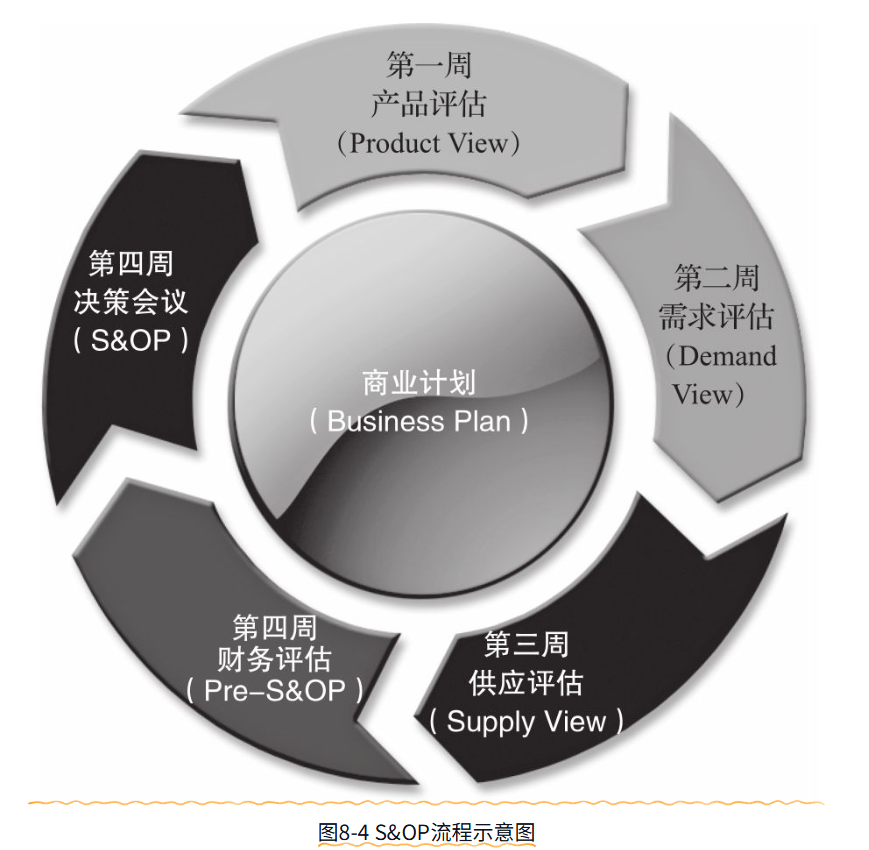 第一周
产品评估
（Product View）
第二周
需求评估
（Demand
View）
第三周
供应评估
（Supply View）
第四周
财务评估
（Pre–S&OP）
第四周
决策会议
（S&OP）
商业计划
（Business Plan）
图8-4 S&OP流程示意图